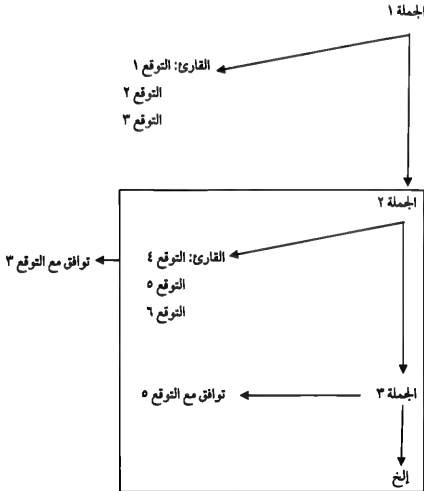 الجملة ١
القارئ: التوقع ١
التوقع ٢
التوقع ٣
الجملة ٢
القارئ: التوقع ٤
توافق مع التوقع ٣
التوقع ٥
التوقع ٦
الجملة ٣
توافق مع التوقع ٥
إلخ